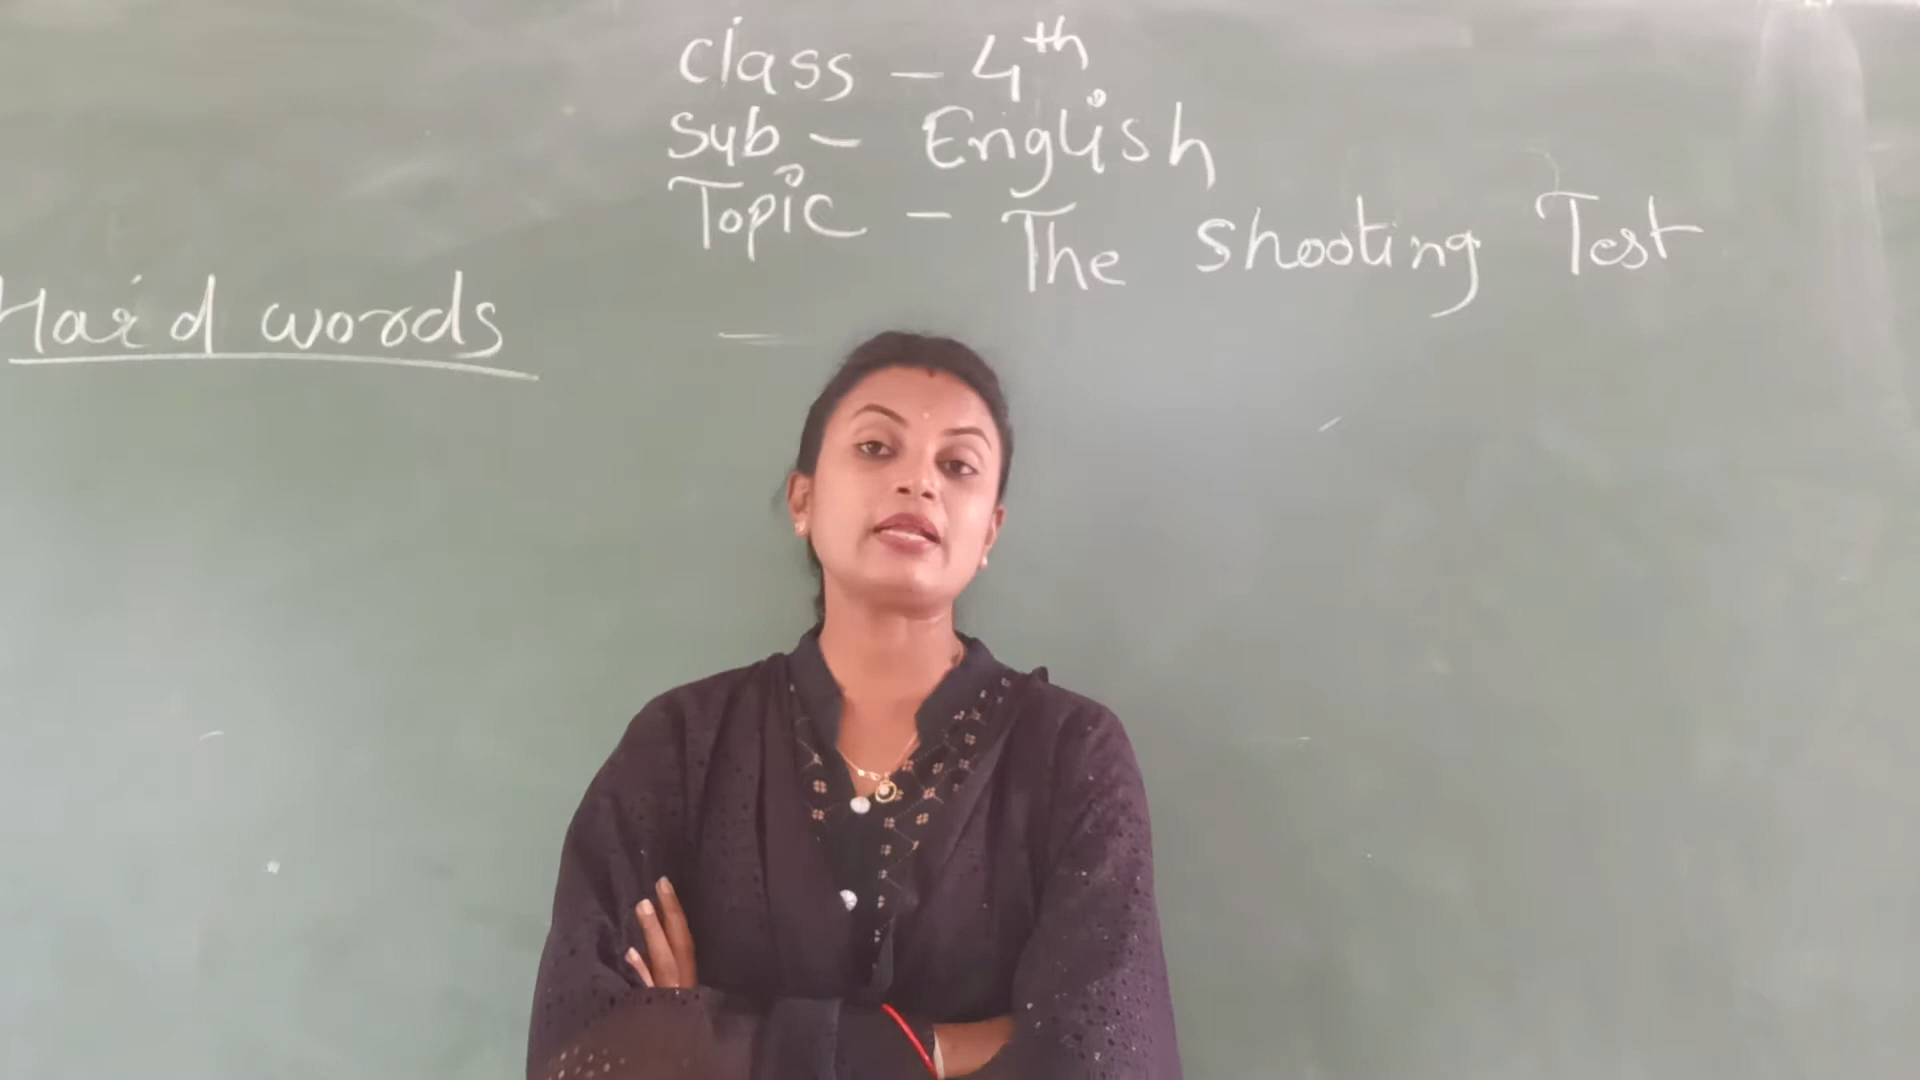 Class - 4th
Sub - English
Topic - The Shooting Test
Hard words